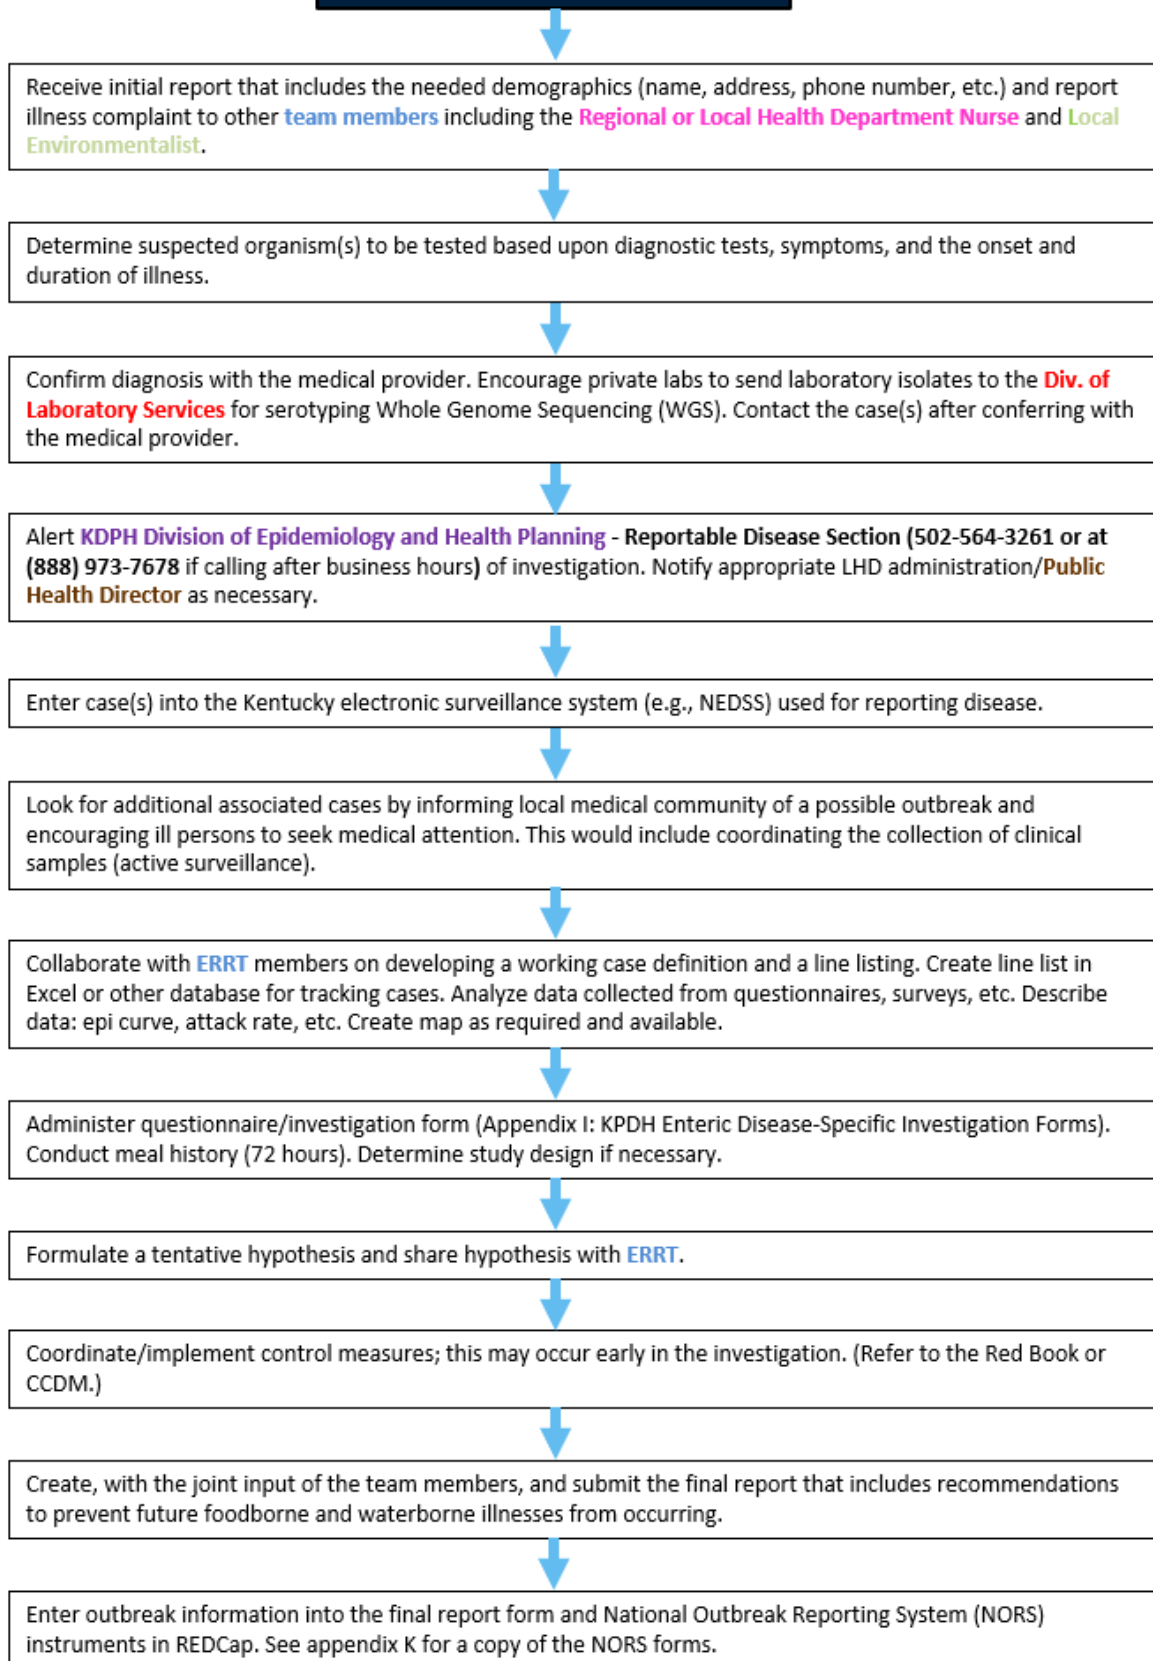 Receive initial report that includes the needed demographics (name, address, phone number, etc.) and report
illness complaint to other team members including the Regional or Local Health Department Nurse and Local
Environmentalist.
Determine suspected organism(s) to be tested based upon diagnostic tests, symptoms, and the onset and
duration of illness.
Confirm diagnosis with the medical provider. Encourage private labs to send laboratory isolates to the Div. of
Laboratory Services for serotyping Whole Genome Sequencing (WGS). Contact the case(s) after conferring with
the medical provider.
Alert KDPH Division of Epidemiology and Health Planning - Reportable Disease Section (502-564-3261 or at
(888) 973-7678 if calling after business hours) of investigation. Notify appropriate LHD administration/Public
Health Director as necessary.
Enter case(s) into the Kentucky electronic surveillance system (e.g., NEDSS) used for reporting disease.
Look for additional associated cases by informing local medical community of a possible outbreak and
encouraging ill persons to seek medical attention. This would include coordinating the collection of clinical
samples (active surveillance).
Collaborate with ERRT members on developing a working case definition and a line listing. Create line list in
Excel or other database for tracking cases. Analyze data collected from questionnaires, surveys, etc. Describe
data: epi curve, attack rate, etc. Create map as required and available.
Administer questionnaire/investigation form (Appendix I: KPDH Enteric Disease-Specific Investigation Forms).
Conduct meal history (72 hours). Determine study design if necessary.
Formulate a tentative hypothesis and share hypothesis with ERRT.
Coordinate/implement control measures; this may occur early in the investigation. (Refer to the Red Book or
CCDM.)
Create, with the joint input of the team members, and submit the final report that includes recommendations
to prevent future foodborne and waterborne illnesses from occurring.
Enter outbreak information into the final report form and National Outbreak Reporting System (NORS)
instruments in REDCap. See appendix K for a copy of the NORS forms.